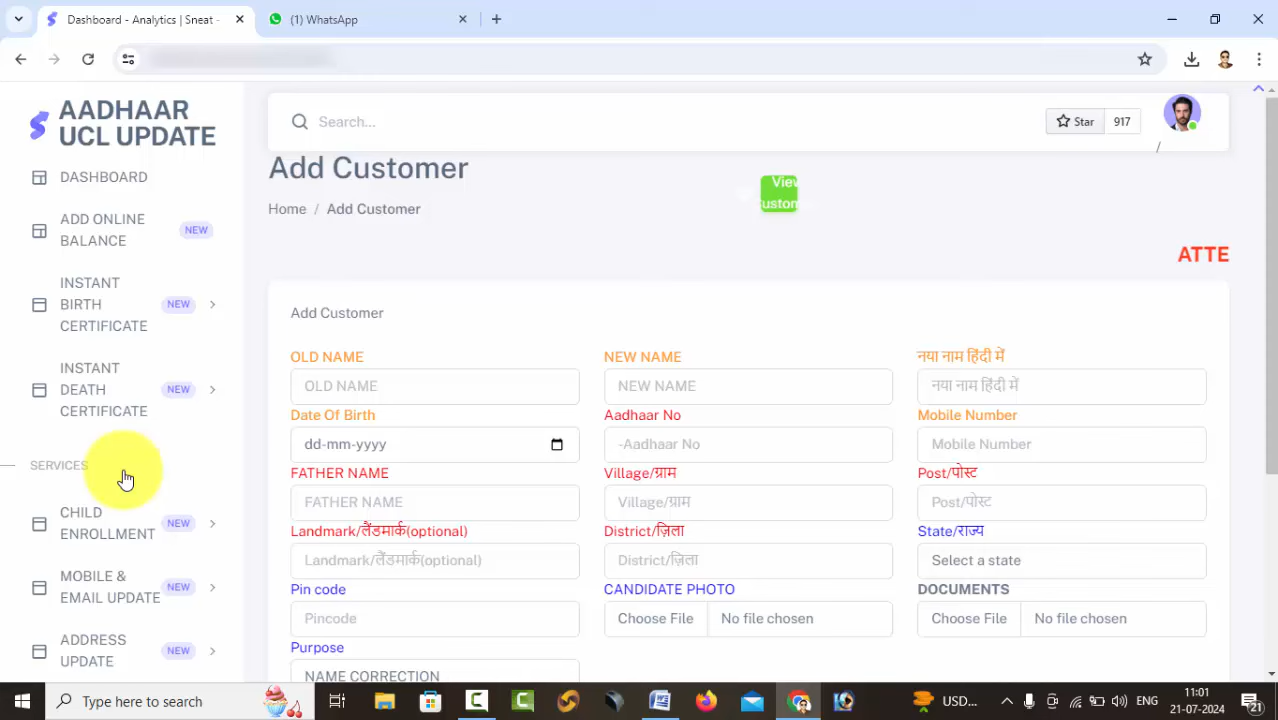 Dashboard - Analytics | Sneat -
(1) WhatsApp
AADHAAR
UCL UPDATE
Search...
Star 917
/
DASHBOARD
Add Customer
View
Home / Add Customer
ADD ONLINE
BALANCE
NEW
ATTE
INSTANT
BIRTH
CERTIFICATE
NEW
Add Customer
INSTANT
DEATH
CERTIFICATE
NEW
OLD NAME NEW NAME नया नाम हिंदी में
OLD NAME NEW NAME नया नाम हिंदी में
Date Of Birth Aadhaar No Mobile Number
dd-mm-yyyy -Aadhaar No Mobile Number
SERVICES
FATHER NAME Village/ग्राम Post/पोस्ट
FATHER NAME Village/ग्राम Post/पोस्ट
CHILD
ENROLLMENT
NEW
Landmark/लैंडमार्क(optional) District/ज़िला State/राज्य
Landmark/लैंडमार्क(optional) District/ज़िला Select a state
MOBILE &
EMAIL UPDATE
NEW
Pin code CANDIDATE PHOTO DOCUMENTS
Pincode Choose File No file chosen Choose File No file chosen
ADDRESS
UPDATE
NEW
Purpose
NAME CORRECTION
Type here to search
USD...
ENG
11:01
21-07-2024
21